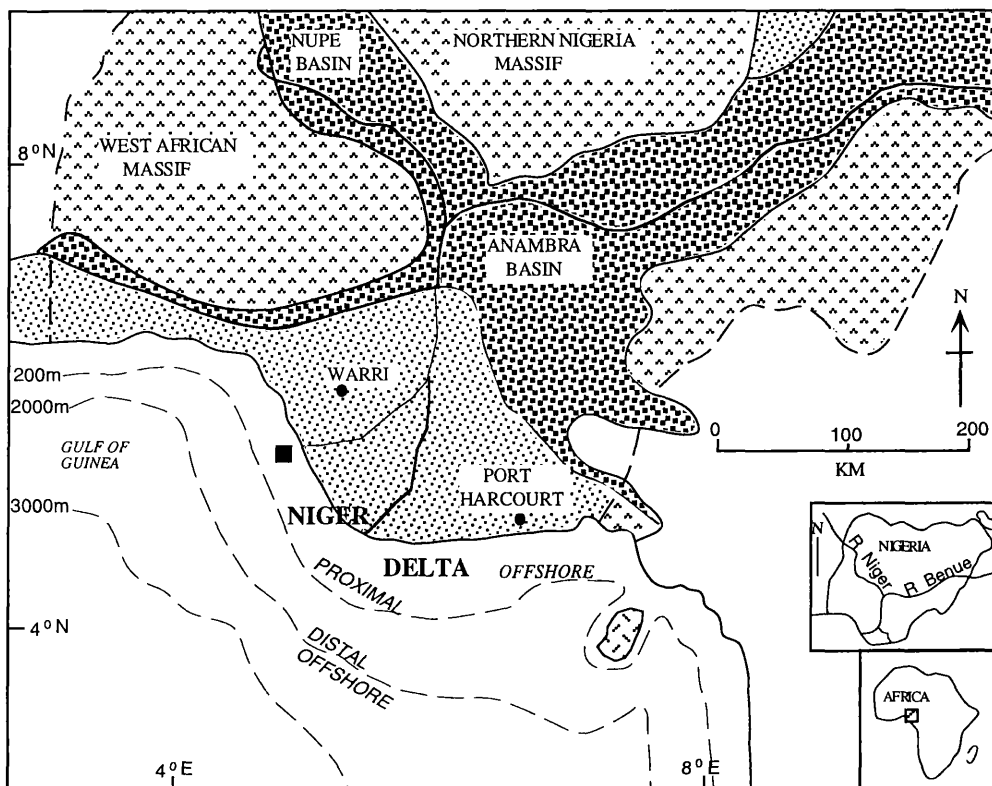 NUPE
BASIN
NORTHERN NIGERIA
MASSIF
WEST AFRICAN
MASSIF
8°N
ANAMBRA
BASIN
N
WARRI
200m
2000m
GULF OF
GUINEA
0 100 200
KM
PORT
HARCOURT
3000m
NIGER
DELTA
OFFSHORE
PROXIMAL
DISTAL
OFFSHORE
4°N
N
NIGERIA
R Niger
R Benue
AFRICA
4°E
8°E